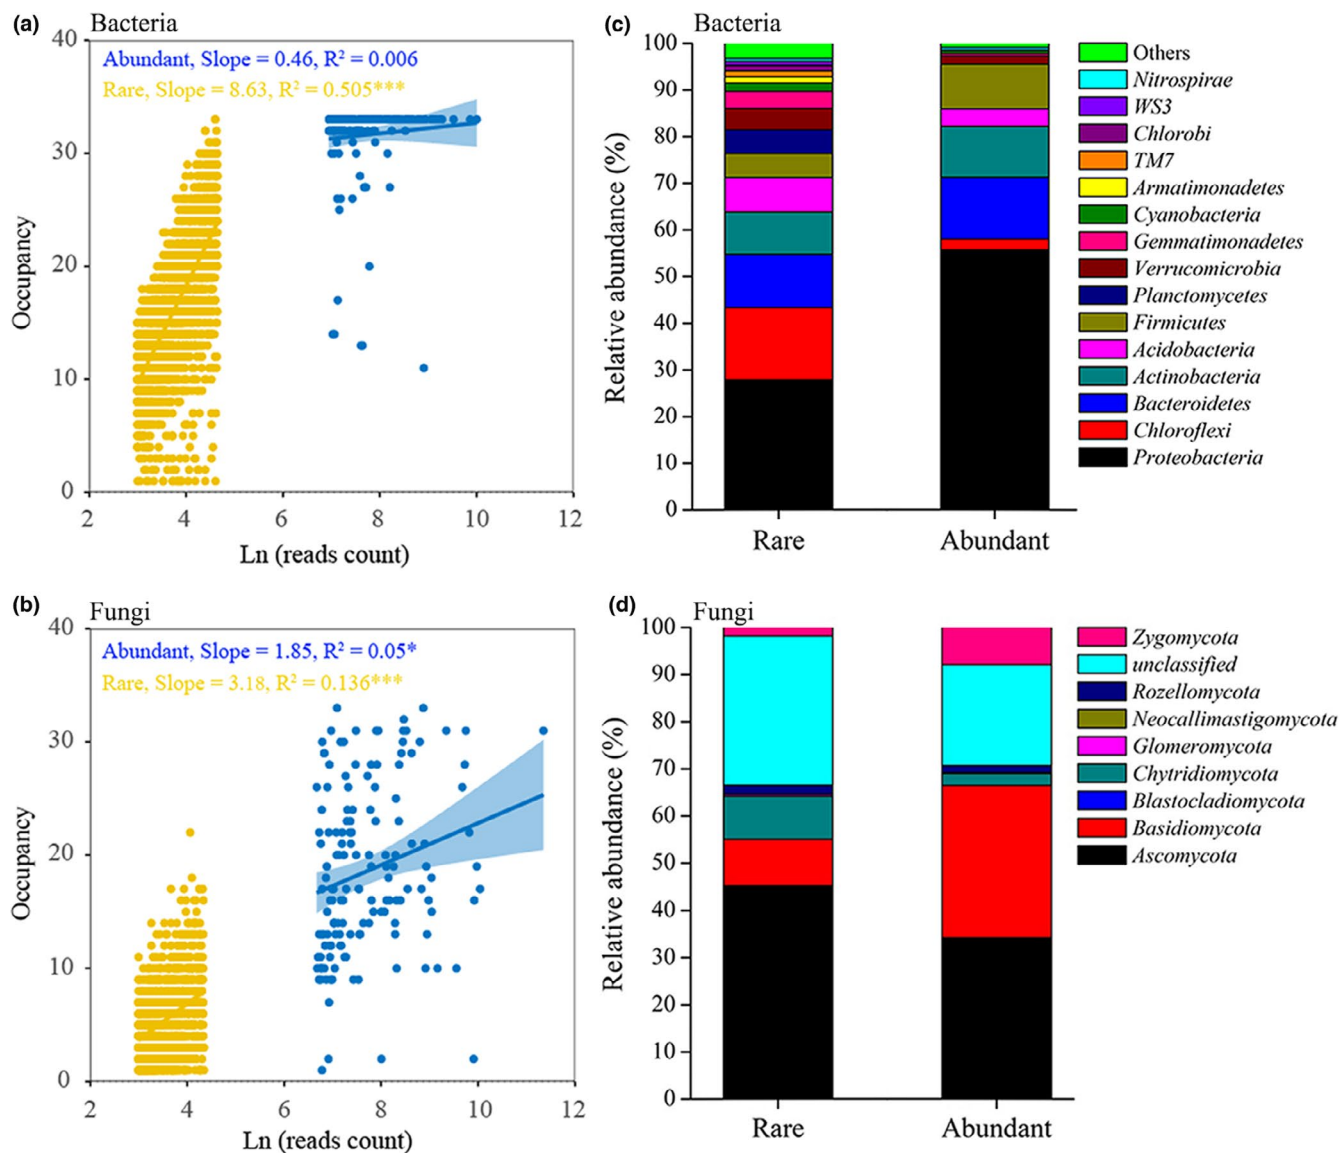 (a) Bacteria
Abundant, Slope = 0.46, R² = 0.006
Rare, Slope = 8.63, R² = 0.505***
40
30
20
10
0
Occupancy
2 4 6 8 10 12
Ln (reads count)
(c) Bacteria
100
90
80
70
60
50
40
30
20
10
0
Relative abundance (%)
Rare Abundant
Others
Nitrospirae
WS3
Chlorobi
TM7
Armatimonadetes
Cyanobacteria
Gemmatimonadetes
Verrucomicrobia
Planctomycetes
Firmicutes
Acidobacteria
Actinobacteria
Bacteroidetes
Chloroflexi
Proteobacteria
(b) Fungi
Abundant, Slope = 1.85, R² = 0.05*
Rare, Slope = 3.18, R² = 0.136***
40
30
20
10
0
Occupancy
2 4 6 8 10 12
Ln (reads count)
(d) Fungi
100
90
80
70
60
50
40
30
20
10
0
Relative abundance (%)
Rare Abundant
Zygomycota
unclassified
Rozellomycota
Neocallimastigomycota
Glomeromycota
Chytridiomycota
Blastocladiomycota
Basidiomycota
Ascomycota